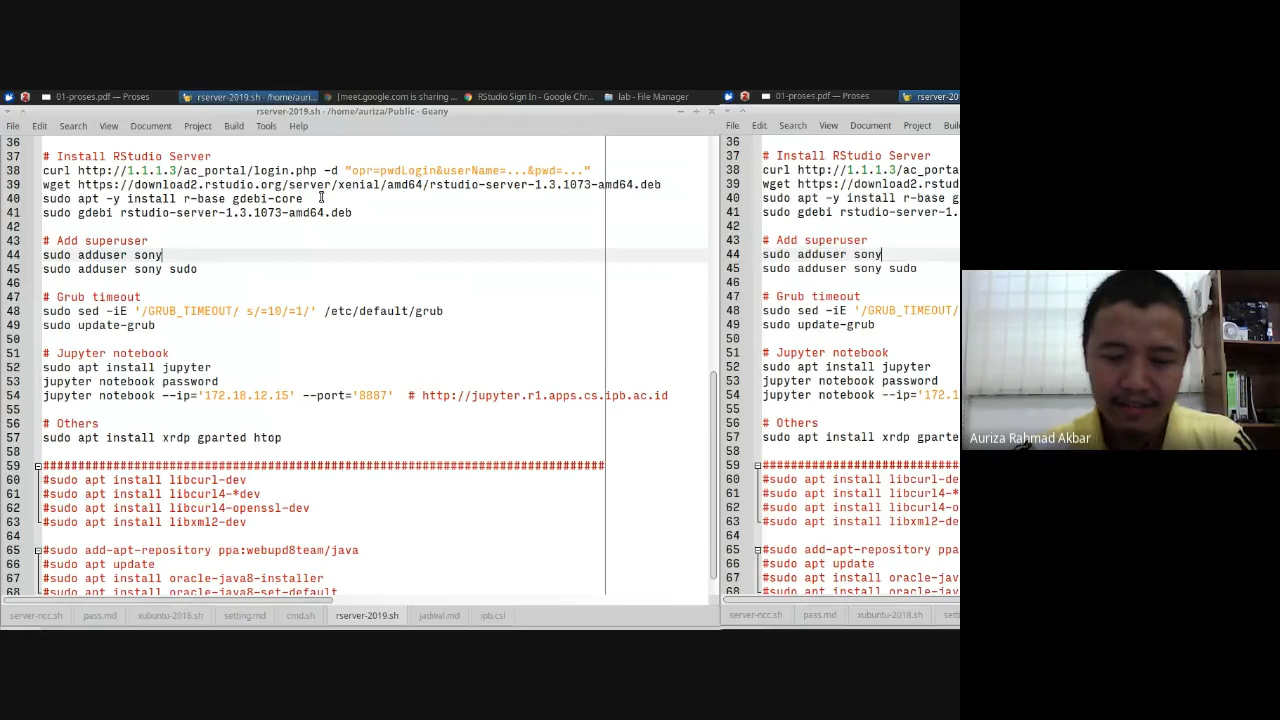 01-proses.pdf — Proses
rserver-2019.sh - /home/auri...
[meet.google.com is sharing ...
RStudio Sign In - Google Chr...
lab - File Manager
rserver-2019.sh - /home/auriza/Public - Geany
File Edit Search View Document Project Build Tools Help
36
37 # Install RStudio Server
38 curl http://1.1.1.3/ac_portal/login.php -d "opr=pwdLogin&userName=...&pwd=..."
39 wget https://download2.rstudio.org/server/xenial/amd64/rstudio-server-1.3.1073-amd64.deb
40 sudo apt -y install r-base gdebi-core
41 sudo gdebi rstudio-server-1.3.1073-amd64.deb
42
43 # Add superuser
44 sudo adduser sony
45 sudo adduser sony sudo
46
47 # Grub timeout
48 sudo sed -iE '/GRUB_TIMEOUT/ s/=10/=1/' /etc/default/grub
49 sudo update-grub
50
51 # Jupyter notebook
52 sudo apt install jupyter
53 jupyter notebook password
54 jupyter notebook --ip='172.18.12.15' --port='8887' # http://jupyter.r1.apps.cs.ipb.ac.id
55
56 # Others
57 sudo apt install xrdp gparted htop
58
59 ################################################################################
60 #sudo apt install libcurl-dev
61 #sudo apt install libcurl4-*dev
62 #sudo apt install libcurl4-openssl-dev
63 #sudo apt install libxml2-dev
64
65 #sudo add-apt-repository ppa:webupd8team/java
66 #sudo apt update
67 #sudo apt install oracle-java8-installer
68 #sudo apt install oracle-java8-set-default
server-ncc.sh pass.md xubuntu-2018.sh setting.md cmd.sh rserver-2019.sh jadwal.md ipb.csl
01-proses.pdf — Proses
rserver-20
File Edit Search View Document Project Buil
36
37 # Install RStudio Server
38 curl http://1.1.1.3/ac_
39 wget https://download2.
40 sudo apt -y install r-base g
41 sudo gdebi rstudio-server-1.
42
43 # Add superuser
44 sudo adduser sony
45 sudo adduser sony sudo
46
47 # Grub timeout
48 sudo sed -iE '/GRUB_TIMEOUT/
49 sudo update-grub
50
51 # Jupyter notebook
52 sudo apt install jupyter
53 jupyter notebook password
54 jupyter notebook --ip='172.1
55
56 # Others
57 sudo apt install xrdp gparte
58
59 ############################
60 #sudo apt install libcurl-de
61 #sudo apt install libcurl4-*
62 #sudo apt install libcurl4-o
63 #sudo apt install libxml2-de
64
65 #sudo add-apt-repository ppa
66 #sudo apt update
67 #sudo apt install oracle-jav
68 #sudo apt install oracle-jav
server-ncc.sh pass.md xubuntu-2018.sh sett
Auriza Rahmad Akbar